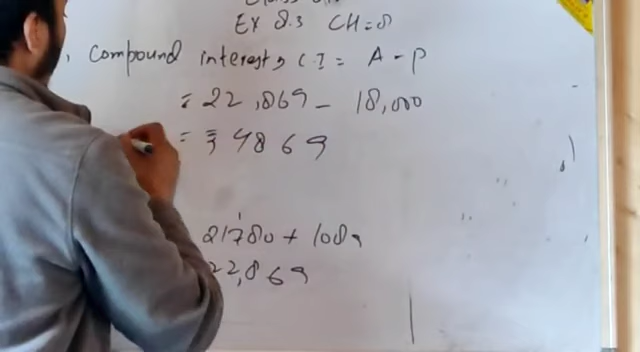 Ex 8.3 CH=8
Compound interest, C.I = A - P
= 22,869 - 18,000
= ₹ 4869
21780 + 1089
22,869